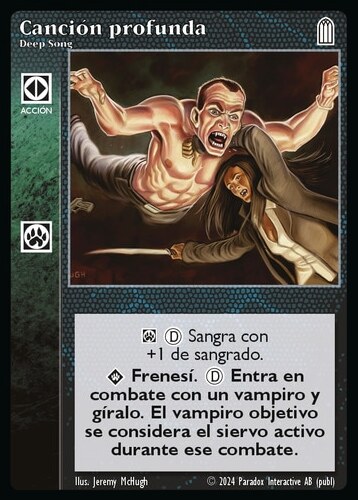 Canción profunda
Deep Song
ACCIÓN
JGH
D Sangra con
+1 de sangrado.
Frenesí. D Entra en
combate con un vampiro y
gíralo. El vampiro objetivo
se considera el siervo activo
durante ese combate.
Ilus. Jeremy McHugh © 2024 Paradox Interactive AB (publ)